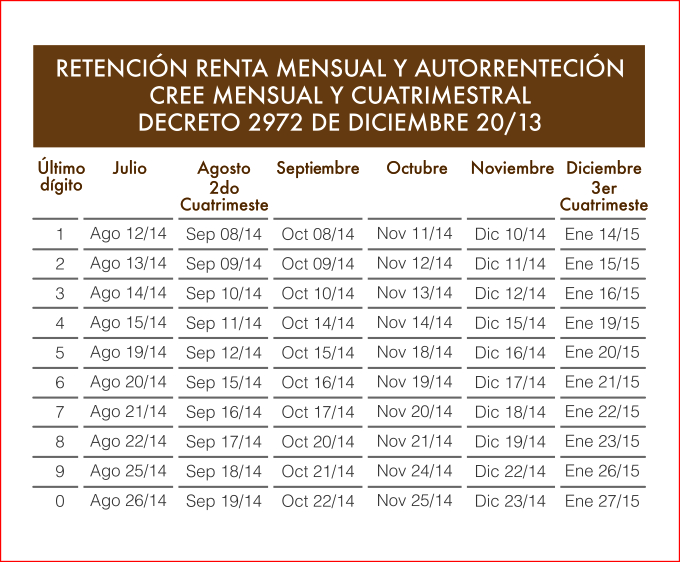 RETENCIÓN RENTA MENSUAL Y AUTORRENTECIÓN
CREE MENSUAL Y CUATRIMESTRAL
DECRETO 2972 DE DICIEMBRE 20/13
Último Julio Agosto Septiembre Octubre Noviembre Diciembre
dígito 2do 3er
Cuatrimeste Cuatrimeste
1 Ago 12/14 Sep 08/14 Oct 08/14 Nov 11/14 Dic 10/14 Ene 14/15
2 Ago 13/14 Sep 09/14 Oct 09/14 Nov 12/14 Dic 11/14 Ene 15/15
3 Ago 14/14 Sep 10/14 Oct 10/14 Nov 13/14 Dic 12/14 Ene 16/15
4 Ago 15/14 Sep 11/14 Oct 14/14 Nov 14/14 Dic 15/14 Ene 19/15
5 Ago 19/14 Sep 12/14 Oct 15/14 Nov 18/14 Dic 16/14 Ene 20/15
6 Ago 20/14 Sep 15/14 Oct 16/14 Nov 19/14 Dic 17/14 Ene 21/15
7 Ago 21/14 Sep 16/14 Oct 17/14 Nov 20/14 Dic 18/14 Ene 22/15
8 Ago 22/14 Sep 17/14 Oct 20/14 Nov 21/14 Dic 19/14 Ene 23/15
9 Ago 25/14 Sep 18/14 Oct 21/14 Nov 24/14 Dic 22/14 Ene 26/15
0 Ago 26/14 Sep 19/14 Oct 22/14 Nov 25/14 Dic 23/14 Ene 27/15